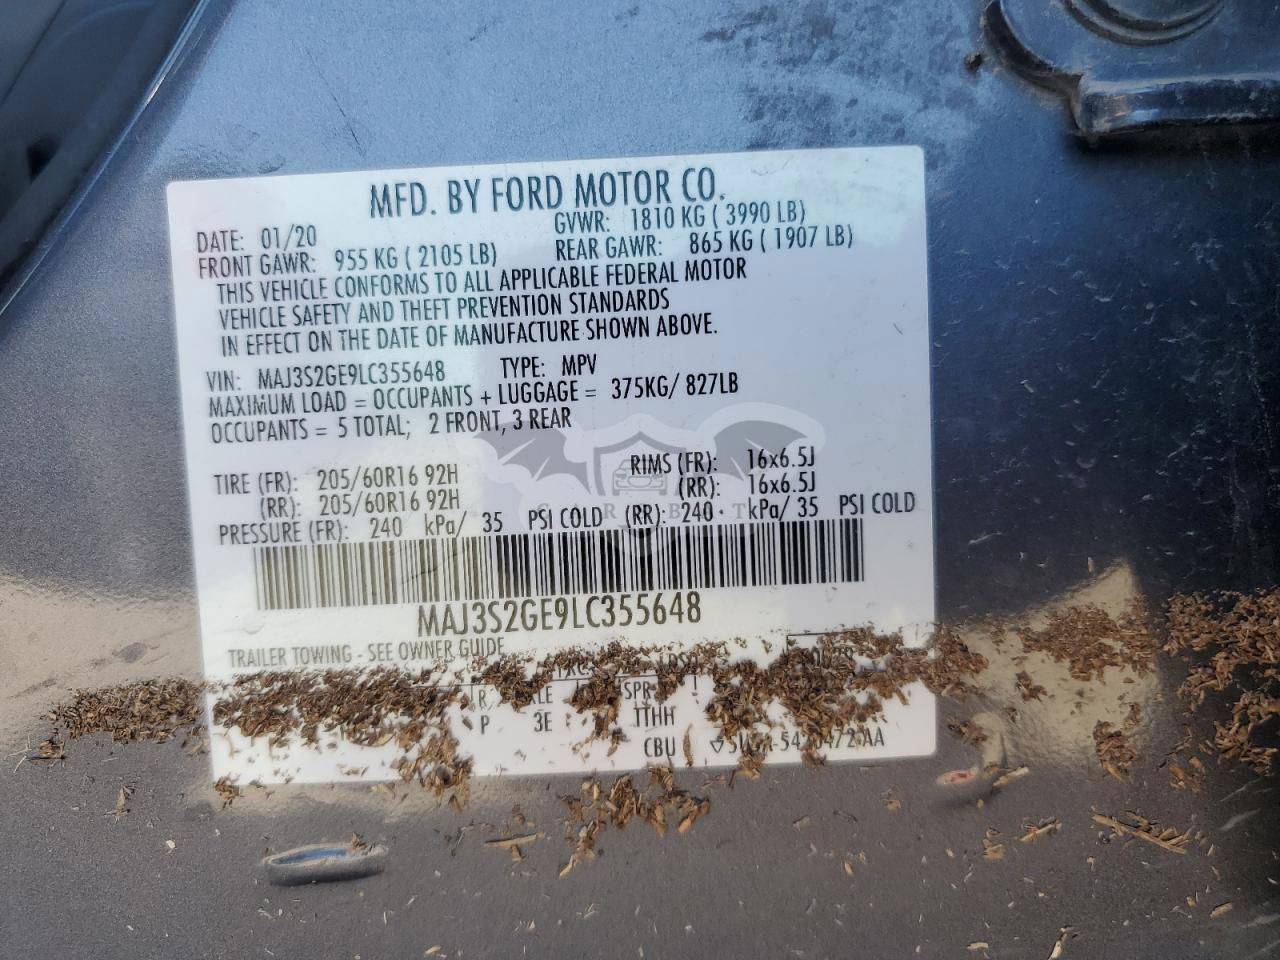 MFD. BY FORD MOTOR CO.
DATE: 01/20 GVWR: 1810 KG ( 3990 LB)
FRONT GAWR: 955 KG ( 2105 LB) REAR GAWR: 865 KG ( 1907 LB)
THIS VEHICLE CONFORMS TO ALL APPLICABLE FEDERAL MOTOR
VEHICLE SAFETY AND THEFT PREVENTION STANDARDS
IN EFFECT ON THE DATE OF MANUFACTURE SHOWN ABOVE.
VIN: MAJ3S2GE9LC355648 TYPE: MPV
MAXIMUM LOAD = OCCUPANTS + LUGGAGE = 375KG/ 827LB
OCCUPANTS = 5 TOTAL; 2 FRONT, 3 REAR
TIRE (FR): 205/60R16 92H RIMS (FR): 16x6.5J
(RR): 205/60R16 92H (RR): 16x6.5J
PRESSURE (FR): 240 kPa/ 35 PSI COLD (RR): 240 kPa/ 35 PSI COLD
MAJ3S2GE9LC355648
TRAILER TOWING - SEE OWNER GUIDE
SPR
P 3E TTHH
CBU